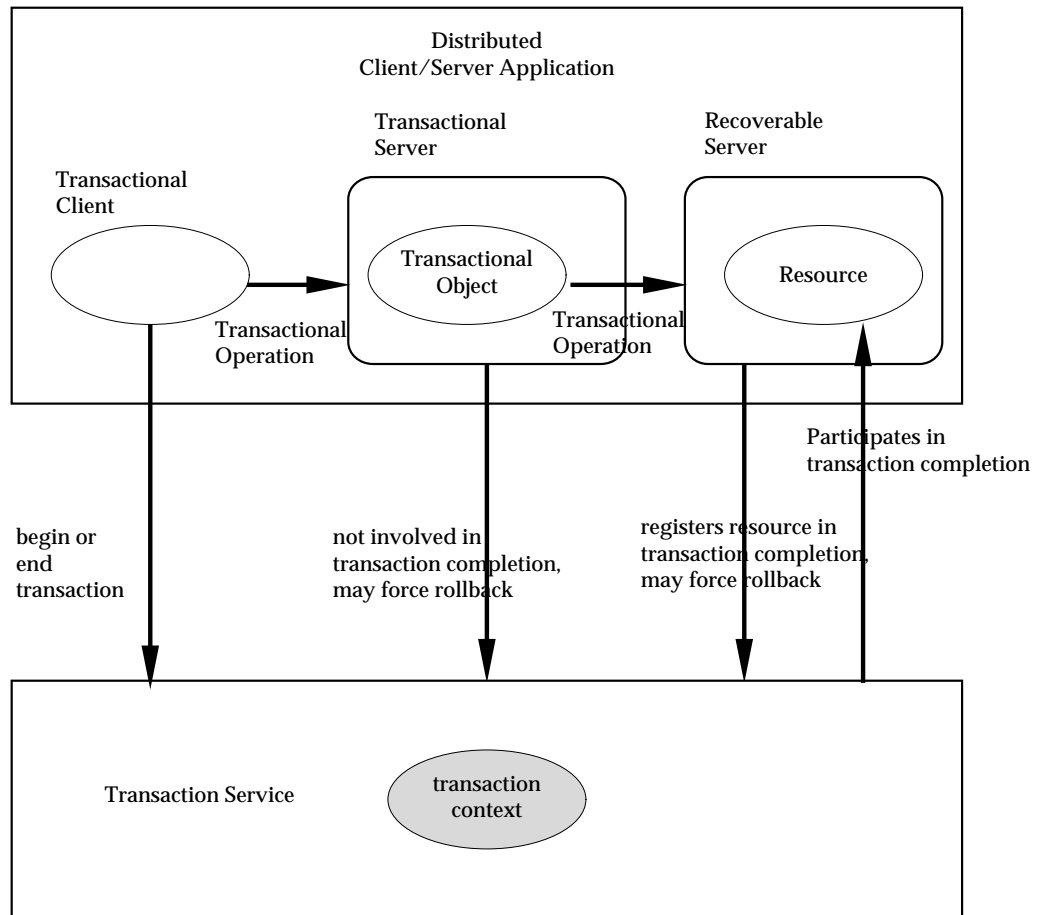 Distributed
Client/Server Application
Transactional
Server
Recoverable
Server
Transactional
Client
Transactional
Object
Resource
Transactional
Operation
Transactional
Operation
Participates in
transaction completion
begin or
end
transaction
not involved in
transaction completion,
may force rollback
registers resource in
transaction completion,
may force rollback
Transaction Service
transaction
context